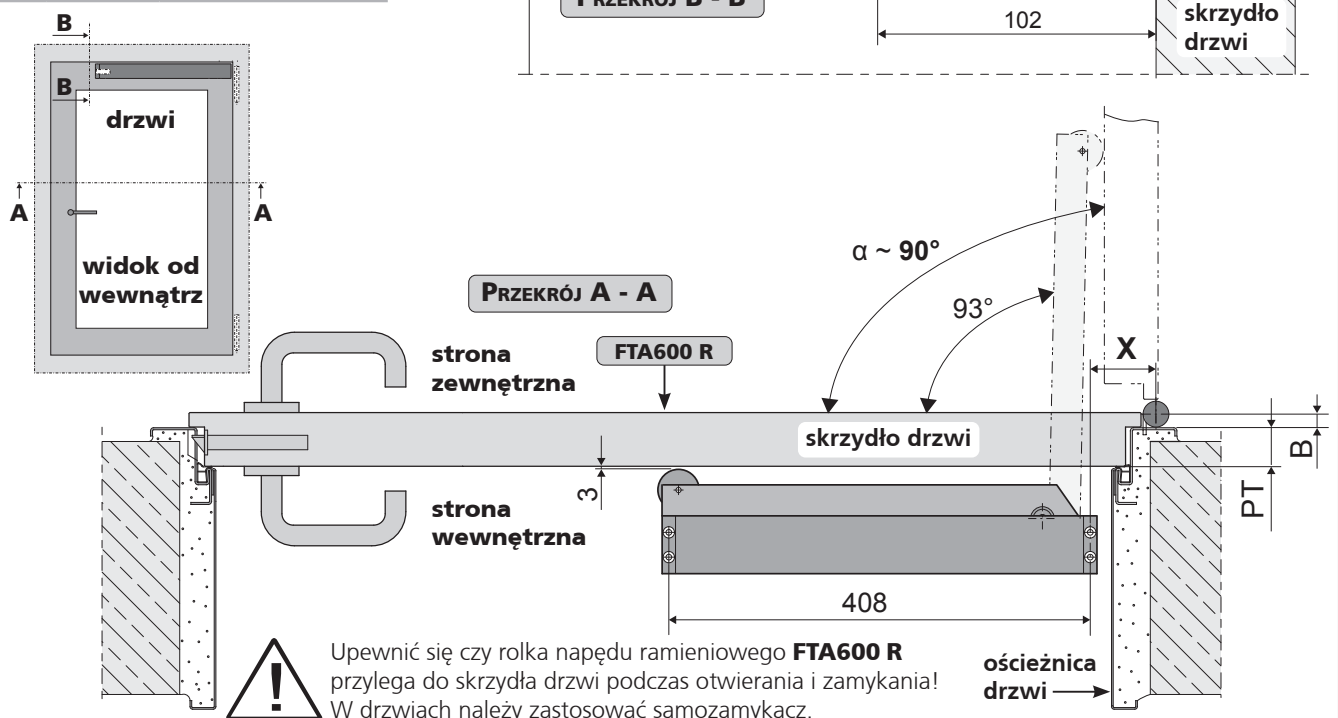 PRZEKRÓJ B - B
102
skrzydło
drzwi
B
B
drzwi
A
A
widok od
wewnątrz
α ~ 90°
93°
PRZEKRÓJ A - A
X
strona
zewnętrzna
FTA600 R
skrzydło drzwi
B
PT
3
strona
wewnętrzna
408
Upewnić się czy rolka napędu ramieniowego FTA600 R
przylega do skrzydła drzwi podczas otwierania i zamykania!
W drzwiach należy zastosować samozamykacz.
!
ościeżnica
drzwi